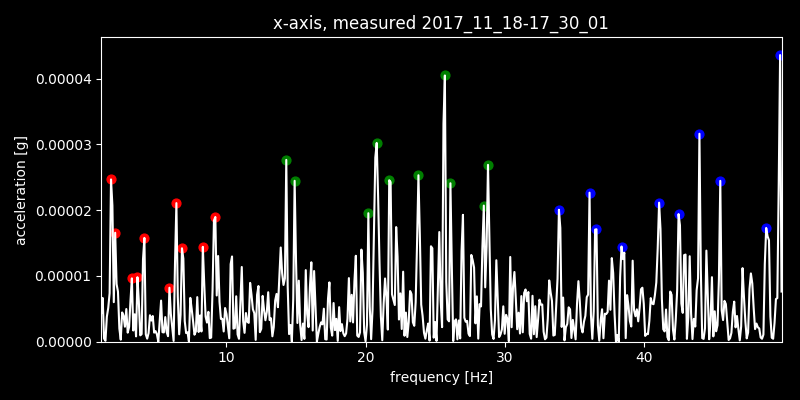 x-axis, measured 2017_11_18-17_30_01
acceleration [g]
0.00004
0.00003
0.00002
0.00001
0.00000
10 20 30 40
frequency [Hz]